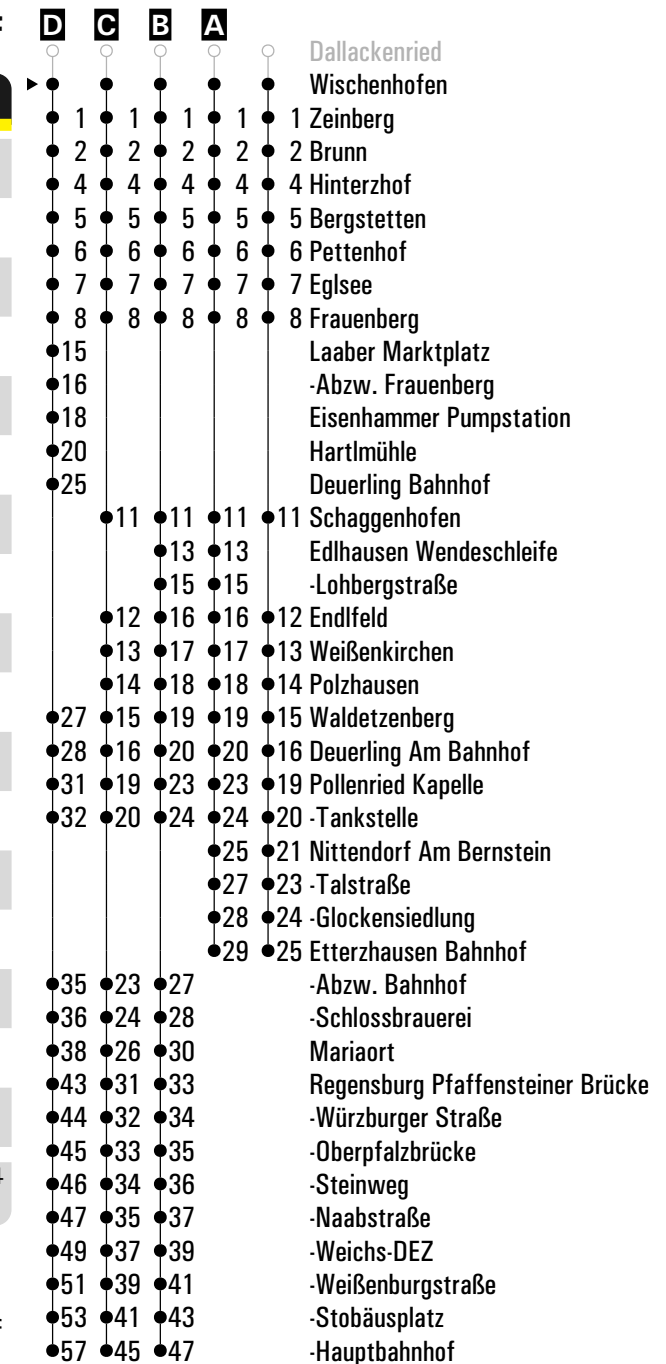 D C B A
Dallackenried
Wischenhofen
1 1 1 1 1 Zeinberg
2 2 2 2 2 Brunn
4 4 4 4 4 Hinterzhof
5 5 5 5 5 Bergstetten
6 6 6 6 6 Pettenhof
7 7 7 7 7 Eglsee
8 8 8 8 8 Frauenberg
15 Laaber Marktplatz
16 -Abzw. Frauenberg
18 Eisenhammer Pumpstation
20 Hartlmühle
25 Deuerling Bahnhof
11 11 11 11 Schaggenhofen
13 13 Edlhausen Wendeschleife
15 15 -Lohbergstraße
12 16 16 12 Endlfeld
13 17 17 13 Weißenkirchen
14 18 18 14 Polzhausen
27 15 19 19 15 Waldetzenberg
28 16 20 20 16 Deuerling Am Bahnhof
31 19 23 23 19 Pollenried Kapelle
32 20 24 24 20 -Tankstelle
25 21 Nittendorf Am Bernstein
27 23 -Talstraße
28 24 -Glockensiedlung
29 25 Etterzhausen Bahnhof
35 23 27 -Abzw. Bahnhof
36 24 28 -Schlossbrauerei
38 26 30 Mariaort
43 31 33 Regensburg Pfaffensteiner Brücke
44 32 34 -Würzburger Straße
45 33 35 -Oberpfalzbrücke
46 34 36 -Steinweg
47 35 37 -Naabstraße
49 37 39 -Weichs-DEZ
51 39 41 -Weißenburgstraße
53 41 43 -Stobäusplatz
57 45 47 -Hauptbahnhof